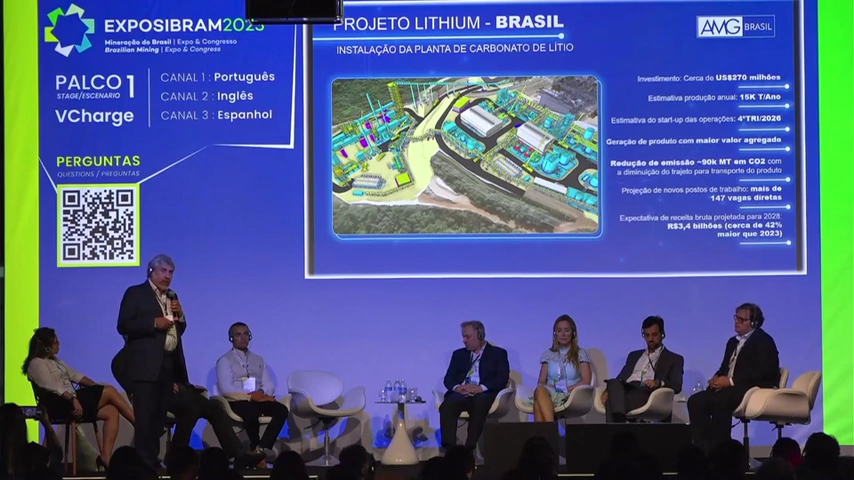 EXPOSIBRAM2023
Mineração do Brasil | Expo & Congresso
Brazilian Mining | Expo & Congress
PALCO 1
STAGE/ESCENARIO
VCharge
CANAL 1 : Português
CANAL 2 : Inglês
CANAL 3 : Espanhol
PERGUNTAS
QUESTIONS / PREGUNTAS
PROJETO LITHIUM - BRASIL
INSTALAÇÃO DA PLANTA DE CARBONATO DE LÍTIO
AMG BRASIL
Investimento: Cerca de US$270 milhões
Estimativa produção anual: 15K T/Ano
Estimativa do start-up das operações: 4ºTRI/2026
Geração de produto com maior valor agregado
Redução de emissão ~90k MT em CO2 com
a diminuição do trajeto para transporte do produto
Projeção de novos postos de trabalho: mais de
147 vagas diretas
Expectativa de receita bruta projetada para 2028:
R$3,4 bilhões (cerca de 42%
maior que 2023)